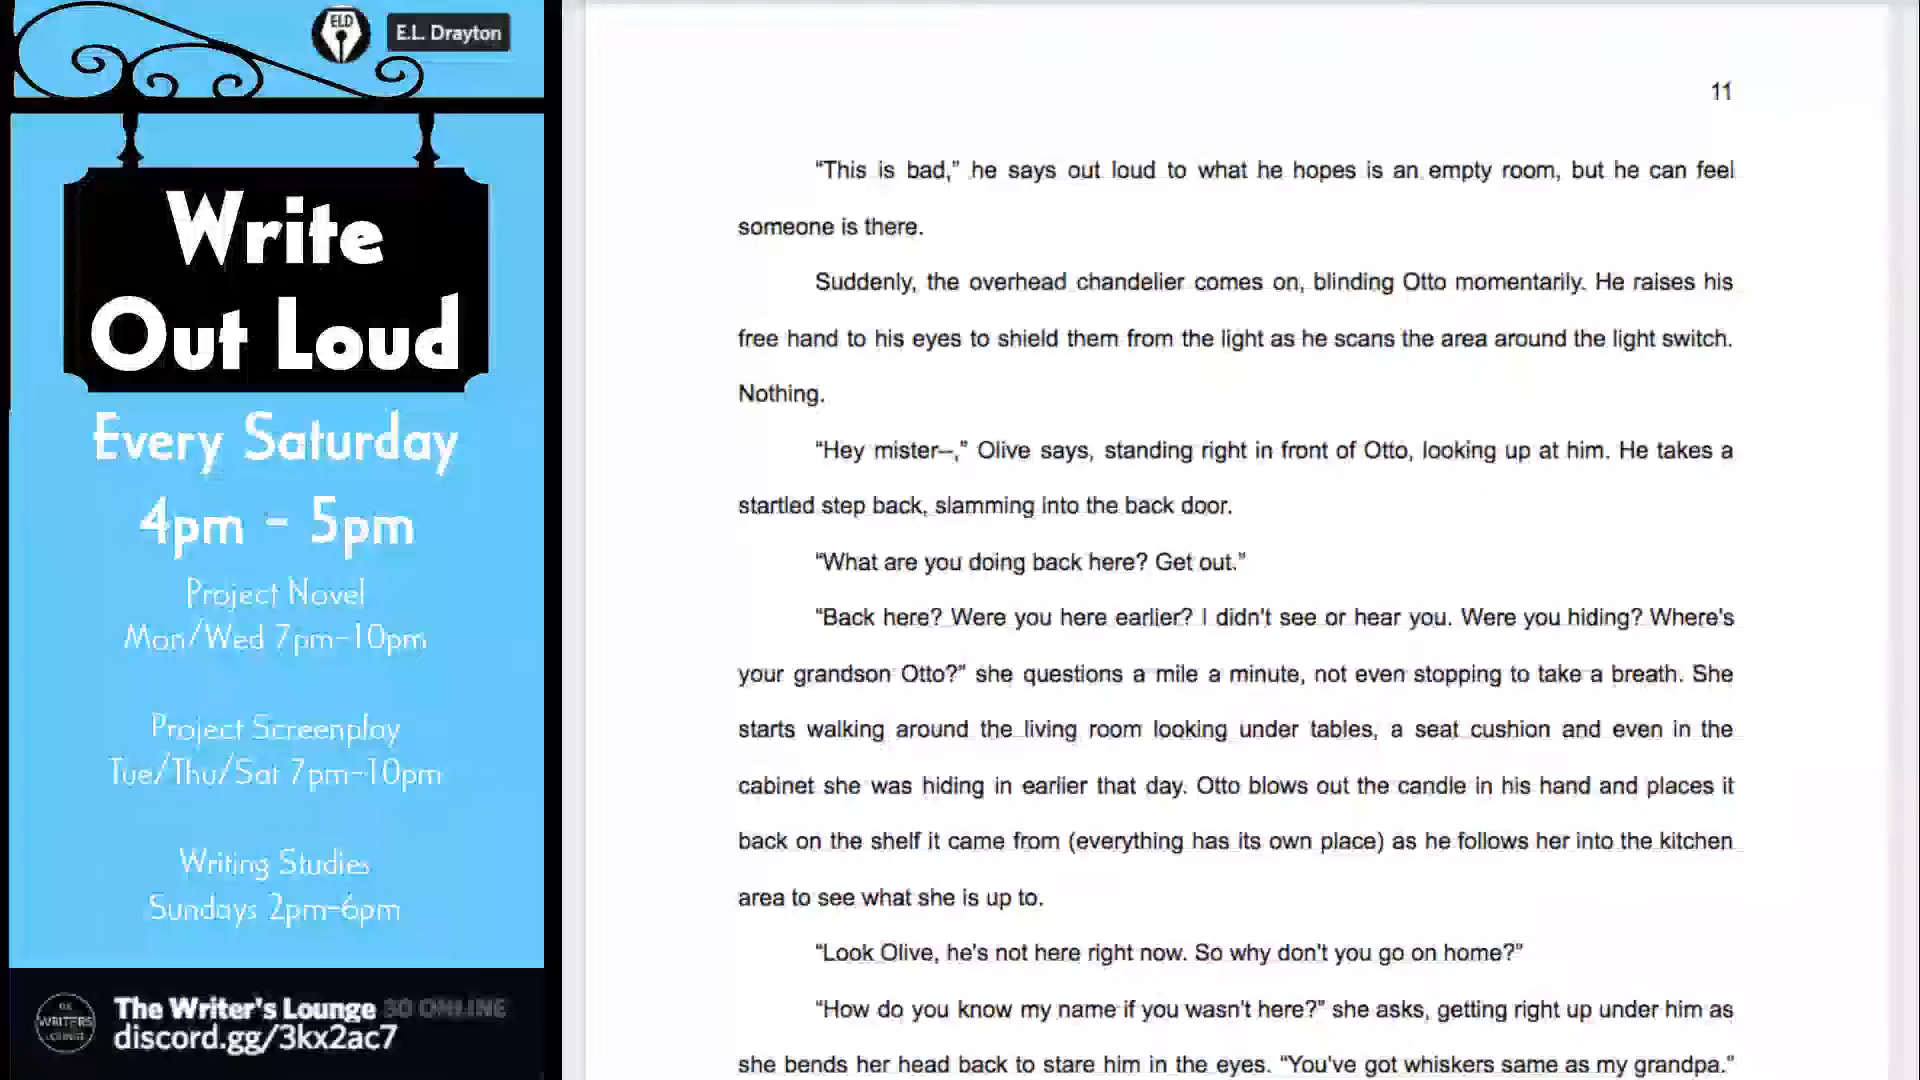 ELD
E.L. Drayton
Write
Out Loud
Every Saturday
4pm - 5pm
Project Novel
Mon/Wed 7pm-10pm
Project Screenplay
Tue/Thu/Sat 7pm-10pm
Writing Studies
Sundays 2pm-6pm
WRITERS
The Writer's Lounge 30 ONLINE
discord.gg/3kx2ac7
11
“This is bad,” he says out loud to what he hopes is an empty room, but he can feel
someone is there.
Suddenly, the overhead chandelier comes on, blinding Otto momentarily. He raises his
free hand to his eyes to shield them from the light as he scans the area around the light switch.
Nothing.
“Hey mister–,” Olive says, standing right in front of Otto, looking up at him. He takes a
startled step back, slamming into the back door.
“What are you doing back here? Get out.”
“Back here? Were you here earlier? I didn't see or hear you. Were you hiding? Where's
your grandson Otto?” she questions a mile a minute, not even stopping to take a breath. She
starts walking around the living room looking under tables, a seat cushion and even in the
cabinet she was hiding in earlier that day. Otto blows out the candle in his hand and places it
back on the shelf it came from (everything has its own place) as he follows her into the kitchen
area to see what she is up to.
“Look Olive, he's not here right now. So why don't you go on home?”
“How do you know my name if you wasn't here?” she asks, getting right up under him as
she bends her head back to stare him in the eyes. “You've got whiskers same as my grandpa.”